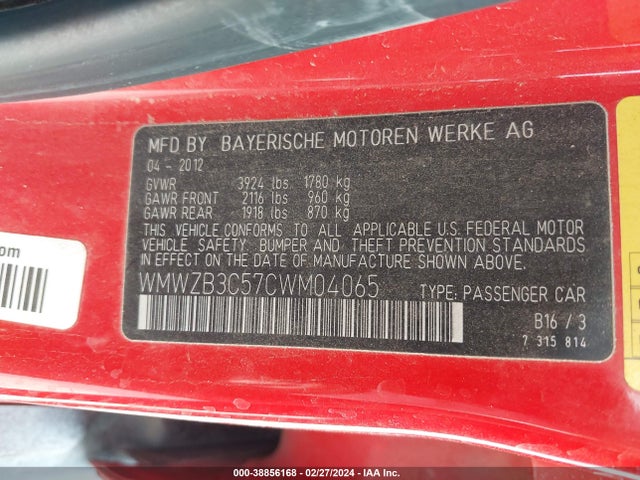 MFD BY BAYERISCHE MOTOREN WERKE AG
04 - 2012
GVWR 3924 lbs 1780 kg
GAWR FRONT 2116 lbs 960 kg
GAWR REAR 1918 lbs 870 kg
THIS VEHICLE CONFORMS TO ALL APPLICABLE U.S. FEDERAL MOTOR
VEHICLE SAFETY, BUMPER AND THEFT PREVENTION STANDARDS
IN EFFECT ON THE DATE OF MANUFACTURE SHOWN ABOVE.
WMWZB3C57CWM04065 TYPE: PASSENGER CAR
B16 / 3
7 315 814
om
000-38856168 - 02/27/2024 - IAA Inc.